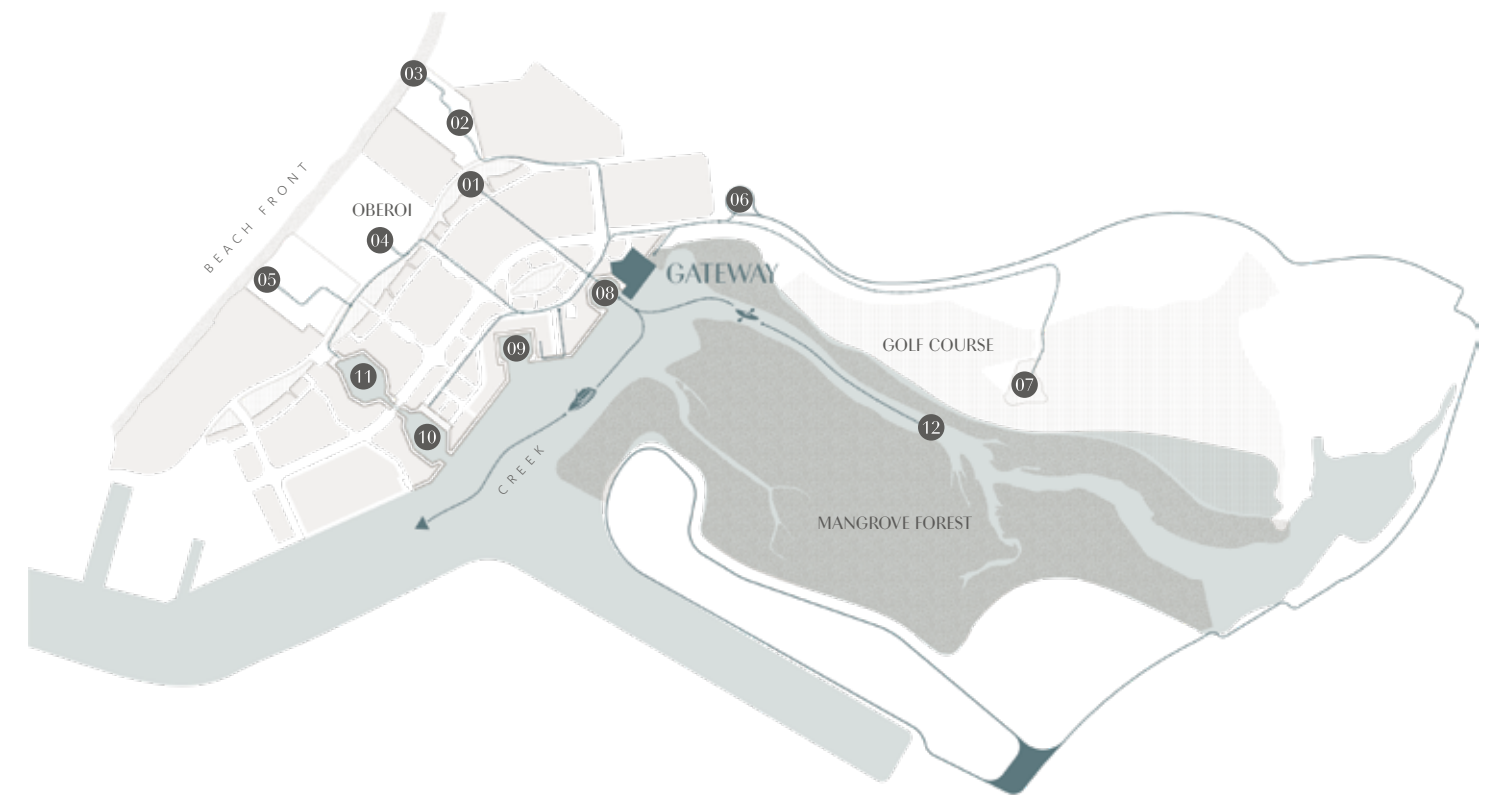 03
02
01
06
BEACH FRONT
OBEROI
04
05
GATEWAY
08
09
GOLF COURSE
11
07
10
12
CREEK
MANGROVE FOREST